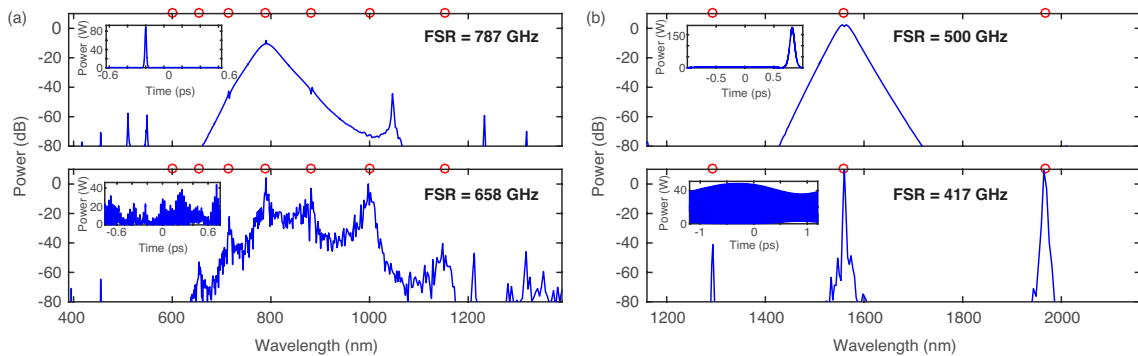 (a)
Power (dB)
0
-20
-40
-60
-80
Power (W)
80
40
0
-0.6
0
0.6
Time (ps)
FSR = 787 GHz
0
-20
-40
-60
-80
Power (W)
40
20
0
-0.6
0
0.6
Time (ps)
FSR = 658 GHz
400
600
800
1000
1200
Wavelength (nm)
(b)
Power (dB)
0
-20
-40
-60
-80
Power (W)
150
0
-0.5
0
0.5
Time (ps)
FSR = 500 GHz
0
-20
-40
-60
-80
Power (W)
40
0
-1
0
1
Time (ps)
FSR = 417 GHz
1200
1400
1600
1800
2000
Wavelength (nm)